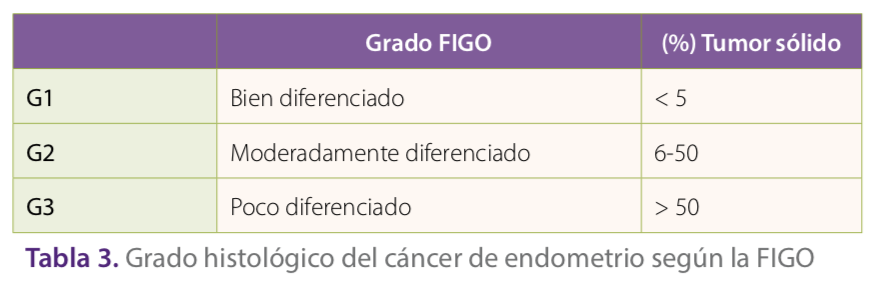 Grado FIGO (%) Tumor sólido
G1 Bien diferenciado < 5
G2 Moderadamente diferenciado 6-50
G3 Poco diferenciado > 50
Tabla 3. Grado histológico del cáncer de endometrio según la FIGO